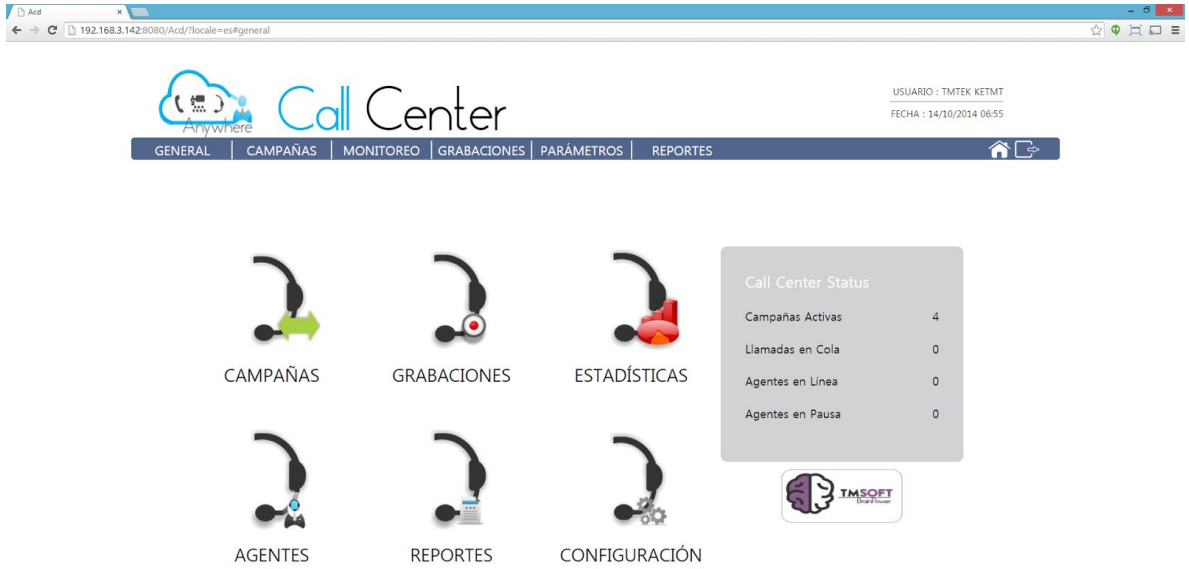 Acd
192.168.3.142:8080/Acd/?locale=es#general
Anywhere
Call Center
USUARIO : TMTEK KETMT
FECHA : 14/10/2014 06:55
GENERAL CAMPAÑAS MONITOREO GRABACIONES PARÁMETROS REPORTES
CAMPAÑAS GRABACIONES ESTADÍSTICAS
Call Center Status
Campañas Activas 4
Llamadas en Cola 0
Agentes en Línea 0
Agentes en Pausa 0
TMSOFT
BrainPower
AGENTES REPORTES CONFIGURACIÓN